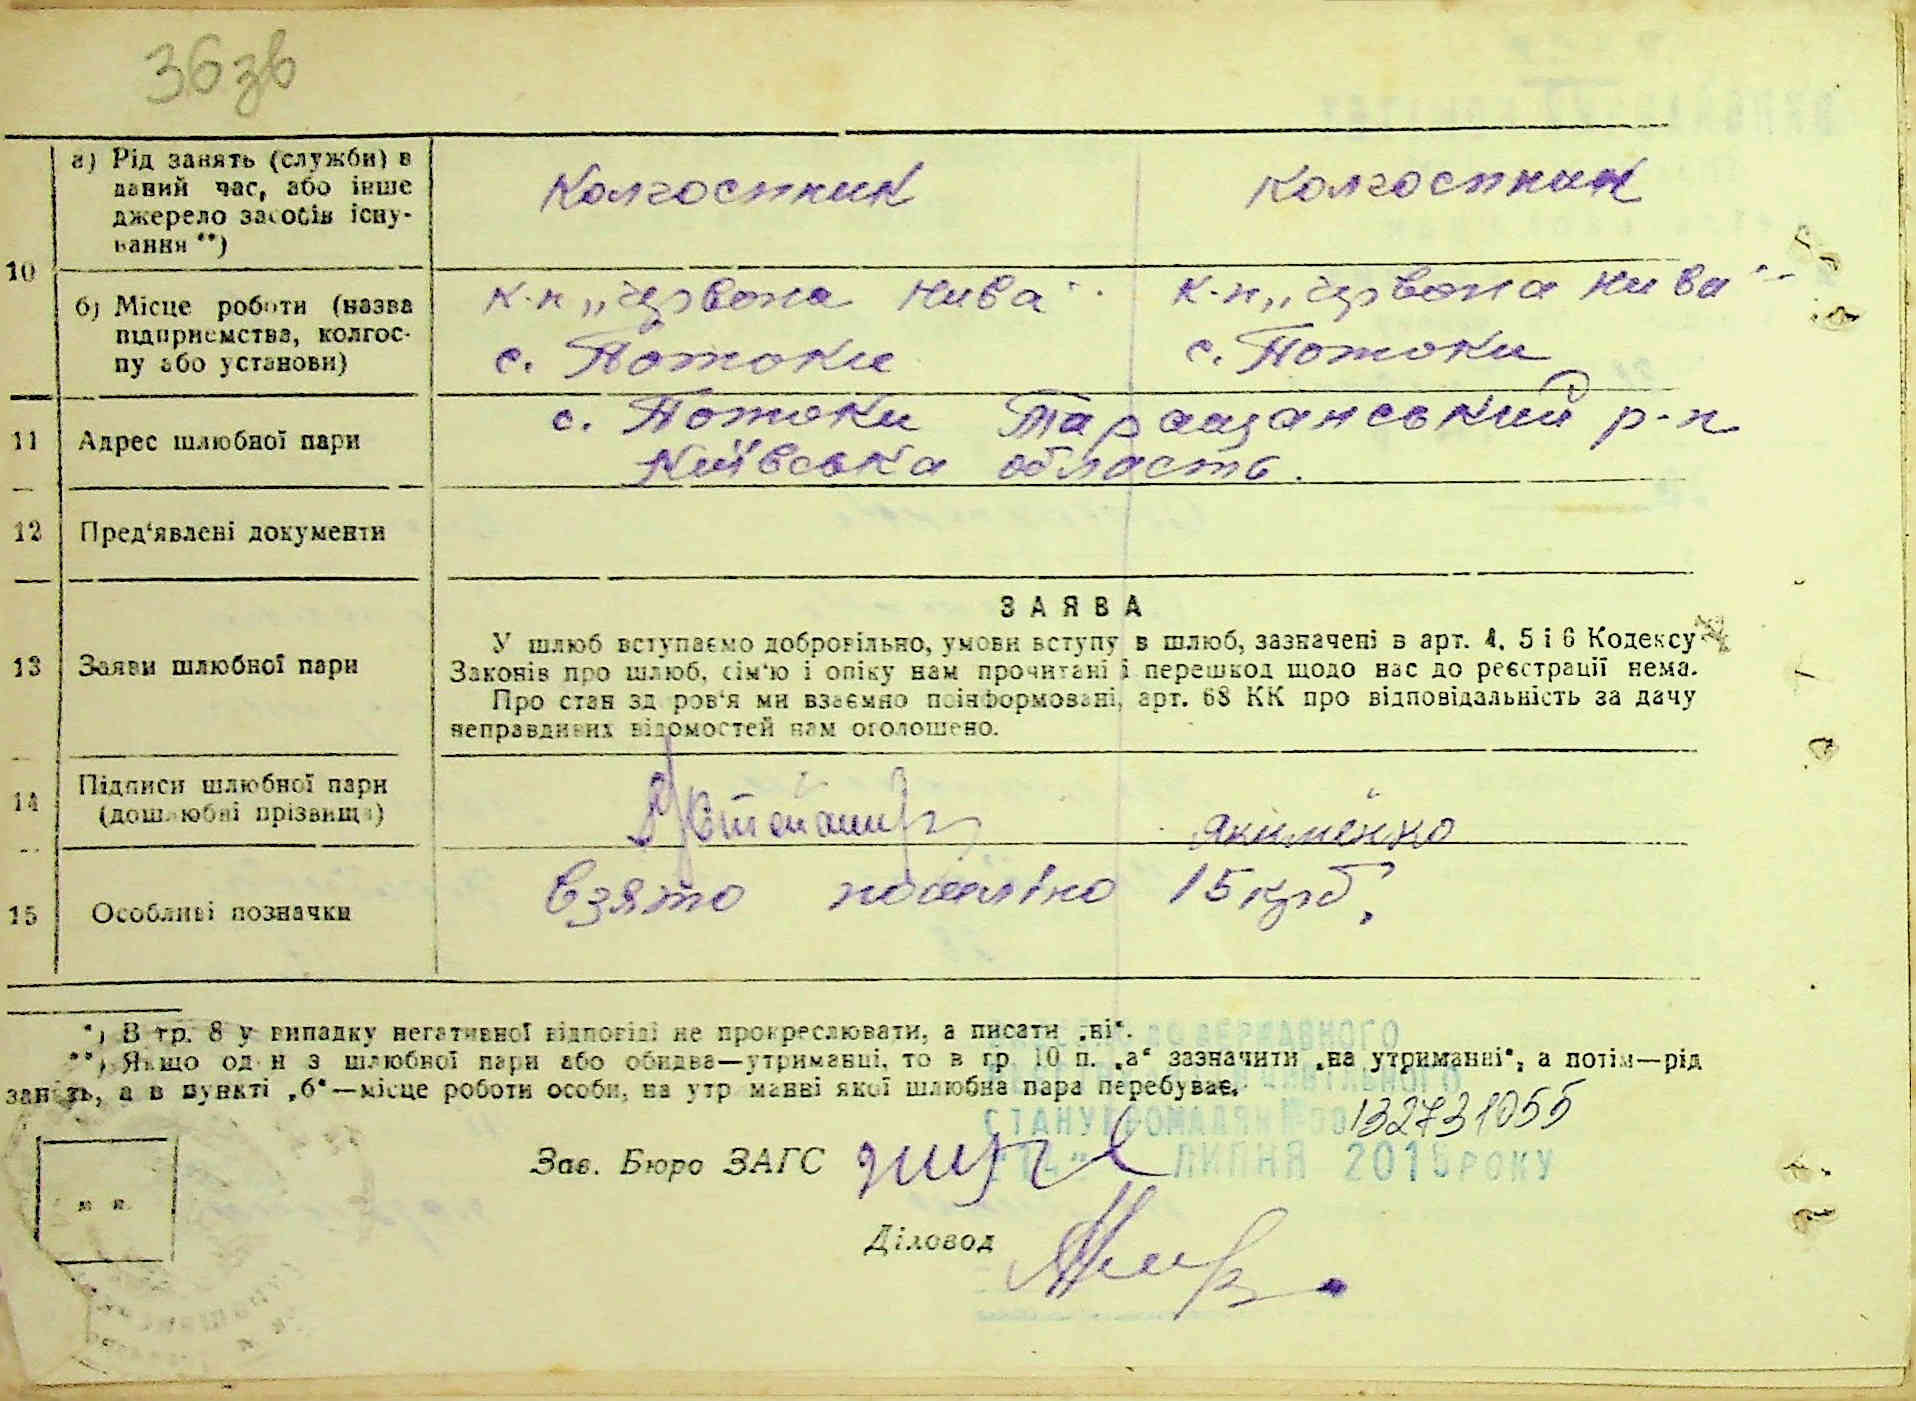 36зв
10
а) Рід занять (служби) в даний час, або інше джерело засобів існування **)
Колгоспник
колгоспник
б) Місце роботи (назва підприємства, колгоспу або установи)
к-п „Червона Нива"
с. Потоки
к-п „Червона Нива"
с. Потоки
11
Адрес шлюбної пари
с. Потоки Таращанський р-н
Київська область.
12
Пред'явлені документи
13
Заяви шлюбної пари
ЗАЯВА
У шлюб вступаємо добровільно, умови вступу в шлюб, зазначені в арт. 4, 5 і 6 Кодексу
Законів про шлюб, сім'ю і опіку нам прочитані і перешкод щодо нас до реєстрації нема.
Про стан здоров'я ми взаємно поінформовані, арт. 68 КК про відповідальність за дачу
неправдивих відомостей нам оголошено.
14
Підписи шлюбної пари
(дошлюбні прізвища)
Якименко
15
Особливі позначки
Взято 15 крб.
*) В гр. 8 у випадку негативної відповіді не прокреслювати, а писати „ні".
**) Якщо один з шлюбної пари або обидва—утриманці, то в гр. 10 п. „а" зазначити „на утриманні", а потім—рід
занять, а в пункті „б"—місце роботи особи, на утриманні якої шлюбна пара перебуває.
ДО ДЕРЖАВНОГО
СТАНУ ГРОМАДЯН
132731055
ЛИПНЯ 2015 РОКУ
Зав. Бюро ЗАГС
м. п.
Діловод